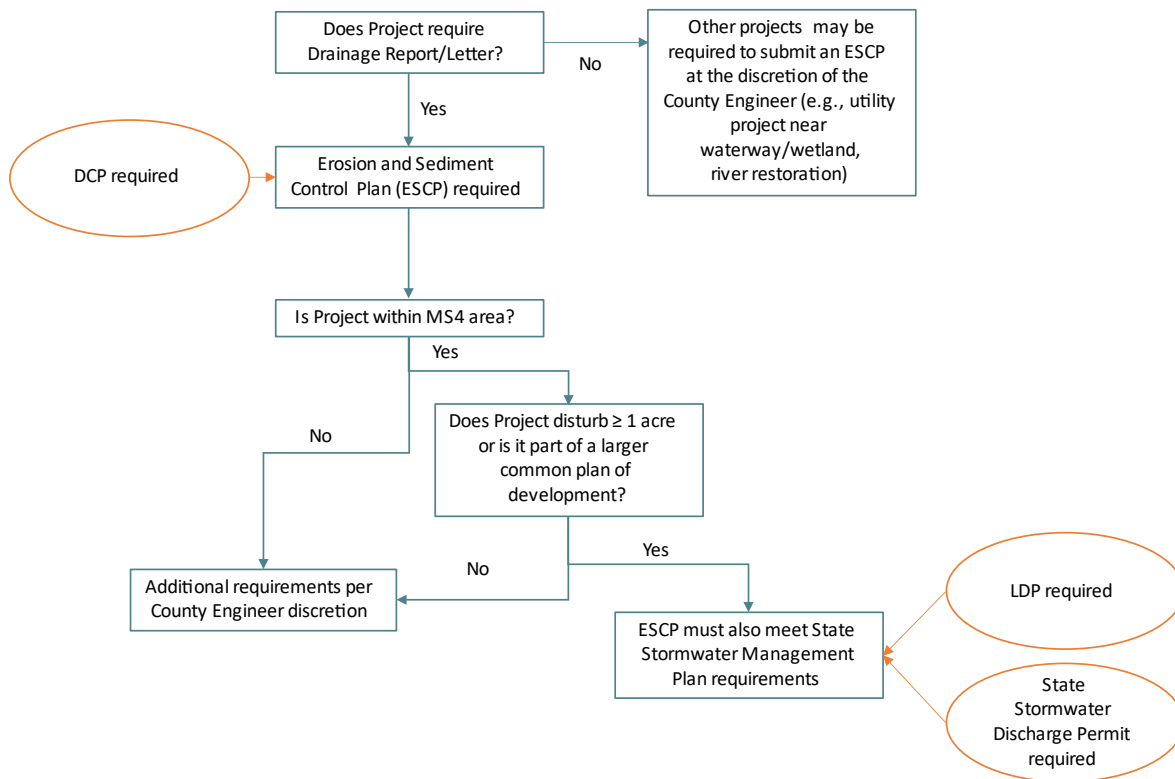 Does Project require
Drainage Report/Letter?
No
Other projects may be
required to submit an ESCP
at the discretion of the
County Engineer (e.g., utility
project near
waterway/wetland,
river restoration)
Yes
DCP required
Erosion and Sediment
Control Plan (ESCP) required
Is Project within MS4 area?
Yes
No
Does Project disturb ≥ 1 acre
or is it part of a larger
common plan of
development?
Yes
No
Additional requirements per
County Engineer discretion
LDP required
ESCP must also meet State
Stormwater Management
Plan requirements
State
Stormwater
Discharge Permit
required